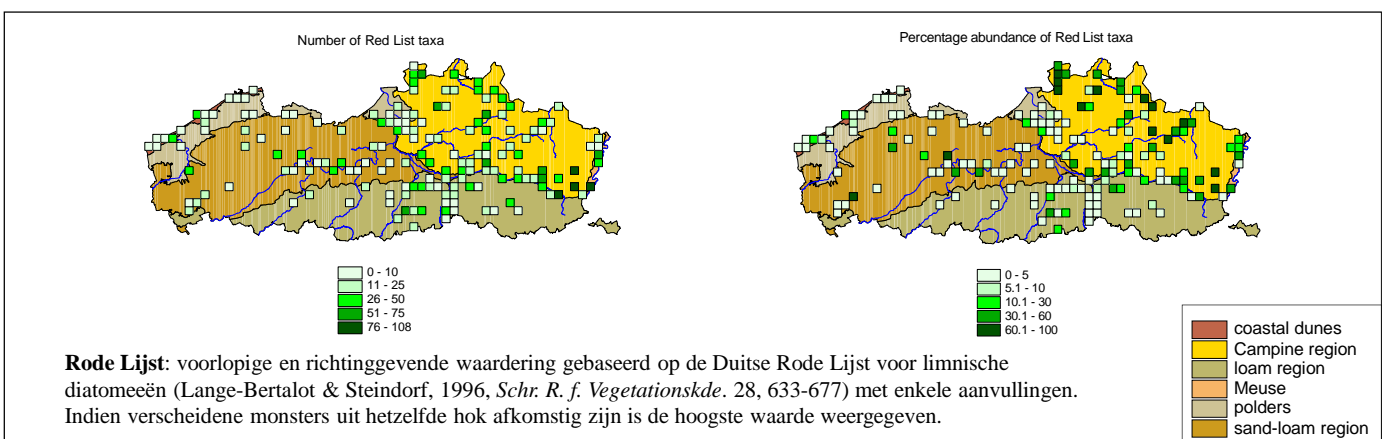 Number of Red List taxa
Percentage abundance of Red List taxa
0 - 10
11 - 25
26 - 50
51 - 75
76 - 108
0 - 5
5.1 - 10
10.1 - 30
30.1 - 60
60.1 - 100
coastal dunes
Campine region
loam region
Meuse
polders
sand-loam region
Rode Lijst: voorlopige en richtinggevende waardering gebaseerd op de Duitse Rode Lijst voor limnische
diatomeeën (Lange-Bertalot & Steindorf, 1996, Schr. R. f. Vegetationskde. 28, 633-677) met enkele aanvullingen.
Indien verscheidene monsters uit hetzelfde hok afkomstig zijn is de hoogste waarde weergegeven.